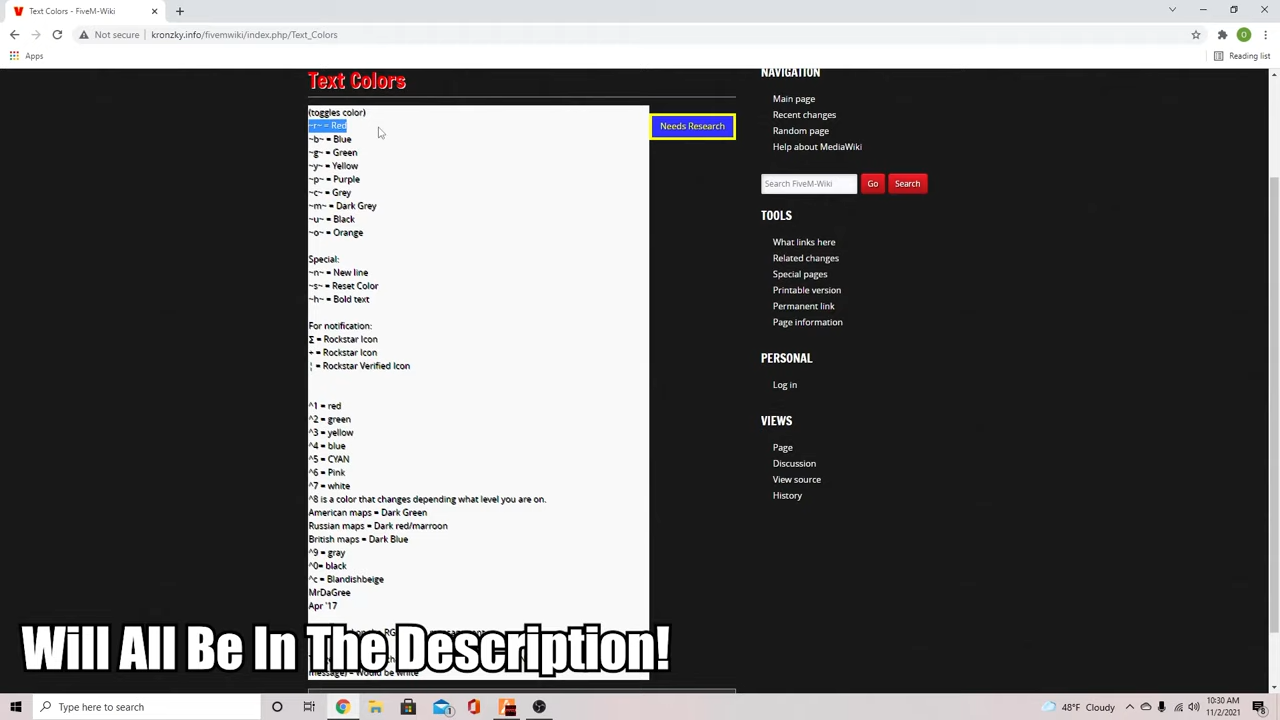 Text Colors - FiveM-Wiki
Not secure
kronzky.info/fivemwiki/index.php/Text_Colors
O
Apps
Reading list
Text Colors
(toggles color)
~r~ = Red
~b~ = Blue
~g~ = Green
~y~ = Yellow
~p~ = Purple
~c~ = Grey
~m~ = Dark Grey
~u~ = Black
~o~ = Orange
Special:
~n~ = New line
~s~ = Reset Color
~h~ = Bold text
For notification:
∑ = Rockstar Icon
÷ = Rockstar Icon
¦ = Rockstar Verified Icon
^1 = red
^2 = green
^3 = yellow
^4 = blue
^5 = CYAN
^6 = Pink
^7 = white
^8 is a color that changes depending what level you are on.
American maps = Dark Green
Russian maps = Dark red/marroon
British maps = Dark Blue
^9 = gray
^0= black
^c = Blandishbeige
MrDaGree
Apr '17
message) = Would be white
Needs Research
NAVIGATION
Main page
Recent changes
Random page
Help about MediaWiki
Search FiveM-Wiki
Go
Search
TOOLS
What links here
Related changes
Special pages
Printable version
Permanent link
Page information
PERSONAL
Log in
VIEWS
Page
Discussion
View source
History
Will All Be In The Description!
Type here to search
1
48°F Cloudy
10:30 AM
11/2/2021
8